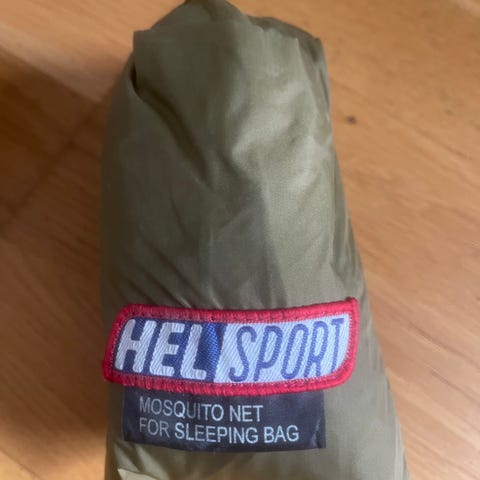 HELSPORT
MOSQUITO NET
FOR SLEEPING BAG